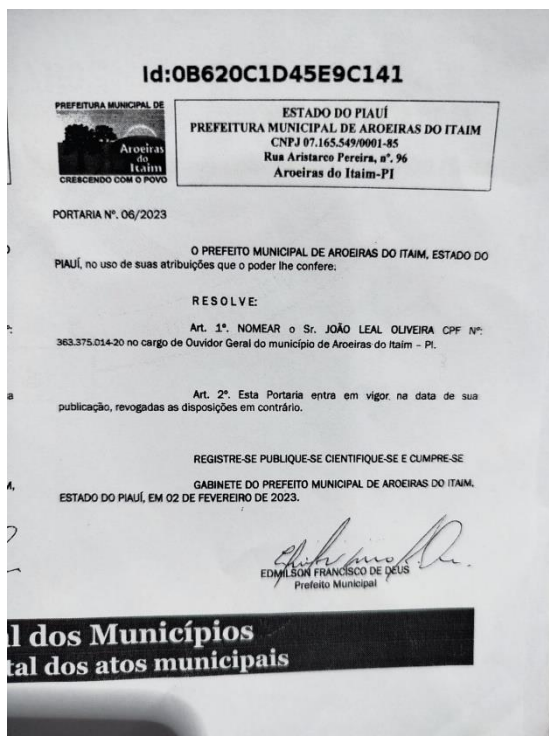 Id:0B620C1D45E9C141
PREFEITURA MUNICIPAL DE
Aroeiras
do
Itaim
CRESCENDO COM O POVO
ESTADO DO PIAUÍ
PREFEITURA MUNICIPAL DE AROEIRAS DO ITAIM
CNPJ 07.165.549/0001-85
Rua Aristarco Pereira, nº. 96
Aroeiras do Itaim-PI
PORTARIA Nº. 06/2023
O PREFEITO MUNICIPAL DE AROEIRAS DO ITAIM, ESTADO DO
PIAUÍ, no uso de suas atribuições que o poder lhe confere:
RESOLVE:
Art. 1º. NOMEAR o Sr. JOÃO LEAL OLIVEIRA CPF Nº:
363.375.014-20 no cargo de Ouvidor Geral do município de Aroeiras do Itaim – PI.
Art. 2º. Esta Portaria entra em vigor na data de sua
publicação, revogadas as disposições em contrário.
REGISTRE-SE PUBLIQUE-SE CIENTIFIQUE-SE E CUMPRE-SE
GABINETE DO PREFEITO MUNICIPAL DE AROEIRAS DO ITAIM,
ESTADO DO PIAUÍ, EM 02 DE FEVEREIRO DE 2023.
EDMILSON FRANCISCO DE DEUS
Prefeito Municipal
l dos Municípios
tal dos atos municipais